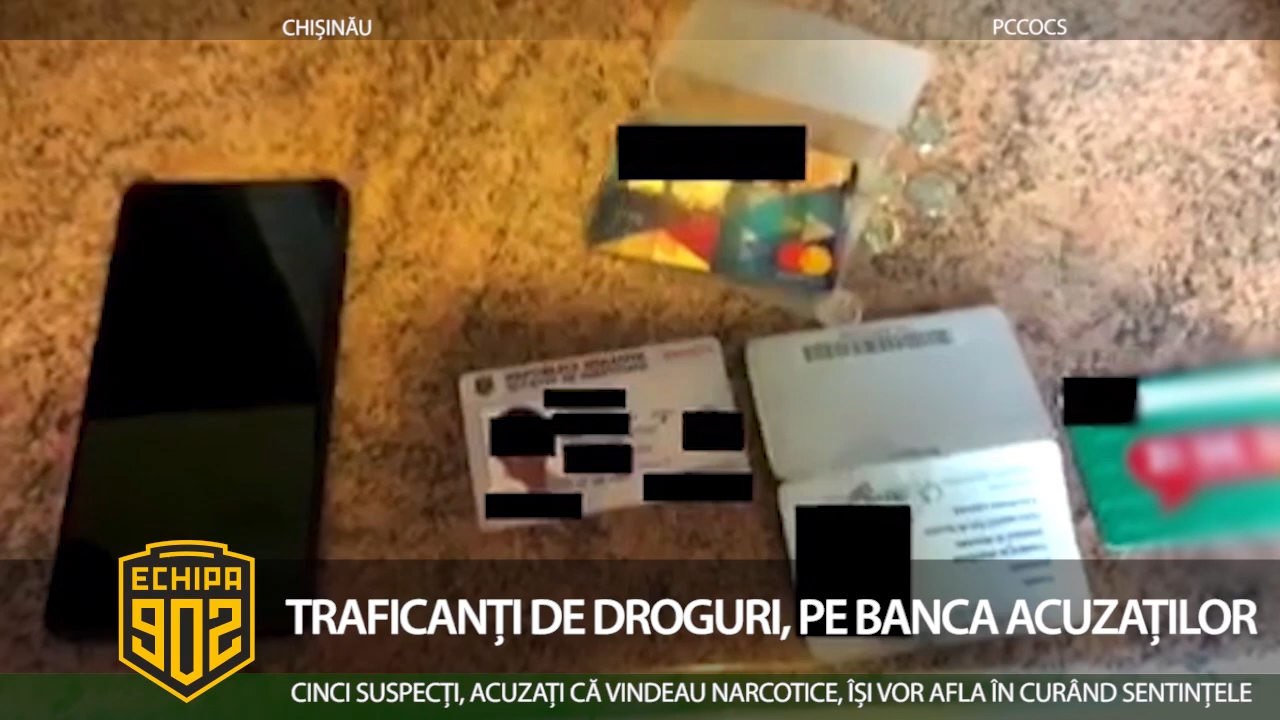 CHIȘINĂU
PCCOCS
ECHIPA
902
TRAFICANȚI DE DROGURI, PE BANCA ACUZAȚILOR
CINCI SUSPECȚI, ACUZAȚI CĂ VINDEAU NARCOTICE, ÎȘI VOR AFLA ÎN CURÂND SENTINȚELE